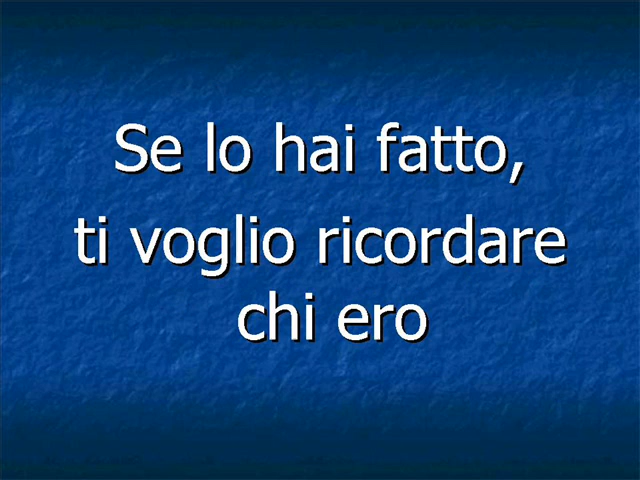 Se lo hai fatto,
ti voglio ricordare
chi ero